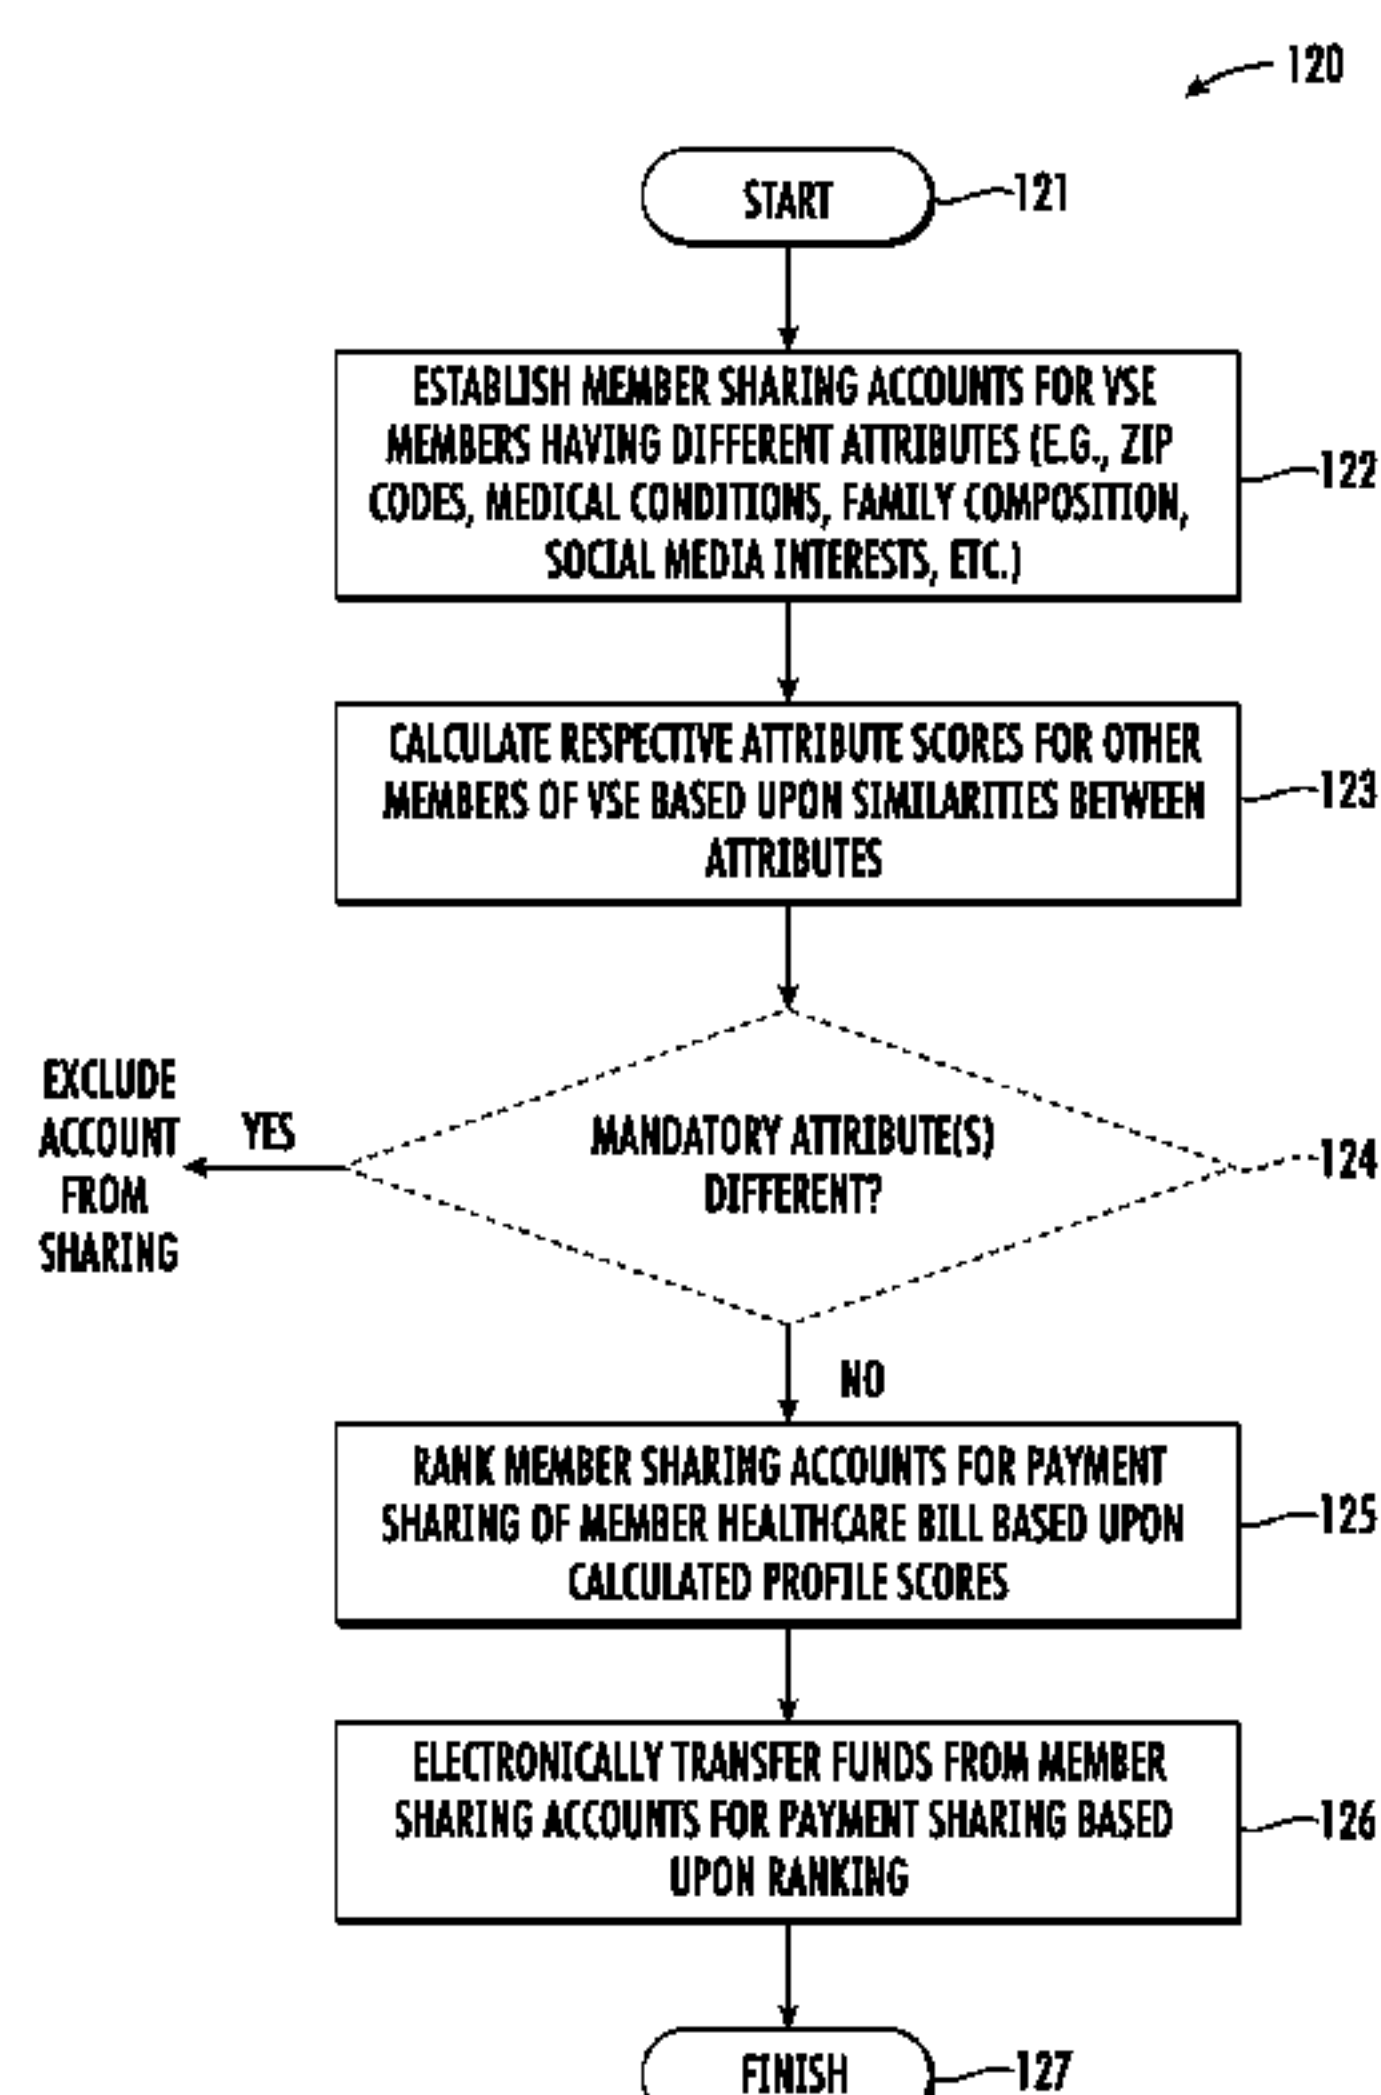 120
START
121
ESTABLISH MEMBER SHARING ACCOUNTS FOR VSE
MEMBERS HAVING DIFFERENT ATTRIBUTES (E.G., ZIP
CODES, MEDICAL CONDITIONS, FAMILY COMPOSITION,
SOCIAL MEDIA INTERESTS, ETC.)
122
CALCULATE RESPECTIVE ATTRIBUTE SCORES FOR OTHER
MEMBERS OF VSE BASED UPON SIMILARITIES BETWEEN
ATTRIBUTES
123
EXCLUDE
ACCOUNT
FROM
SHARING
YES
MANDATORY ATTRIBUTE(S)
DIFFERENT?
124
NO
RANK MEMBER SHARING ACCOUNTS FOR PAYMENT
SHARING OF MEMBER HEALTHCARE BILL BASED UPON
CALCULATED PROFILE SCORES
125
ELECTRONICALLY TRANSFER FUNDS FROM MEMBER
SHARING ACCOUNTS FOR PAYMENT SHARING BASED
UPON RANKING
126
FINISH
127